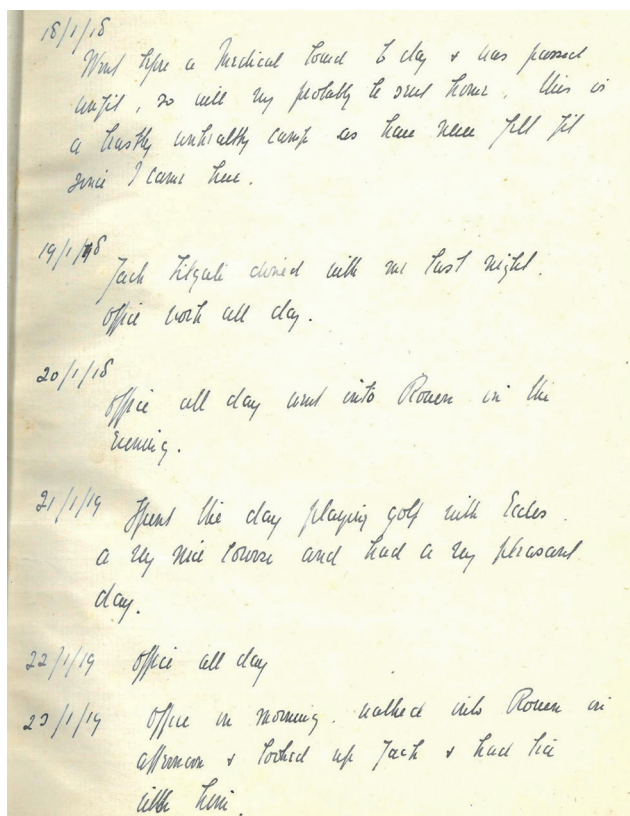 18/1/18
Went before a Medical Board to day & was passed
unfit, so will very probably be sent home. This is
a beastly unhealthy camp as have never felt fit
since I came here.
19/1/18
Jack dined with me last night.
Office work all day.
20/1/18
Office all day went into Rouen in the
evening.
21/1/19 Spent the day playing golf with Eccles.
a very nice course and had a very pleasant
day.
22/1/19 Office all day
23/1/19 Office in morning. walked into Rouen in
afternoon & looked up Jack & had tea
with him.